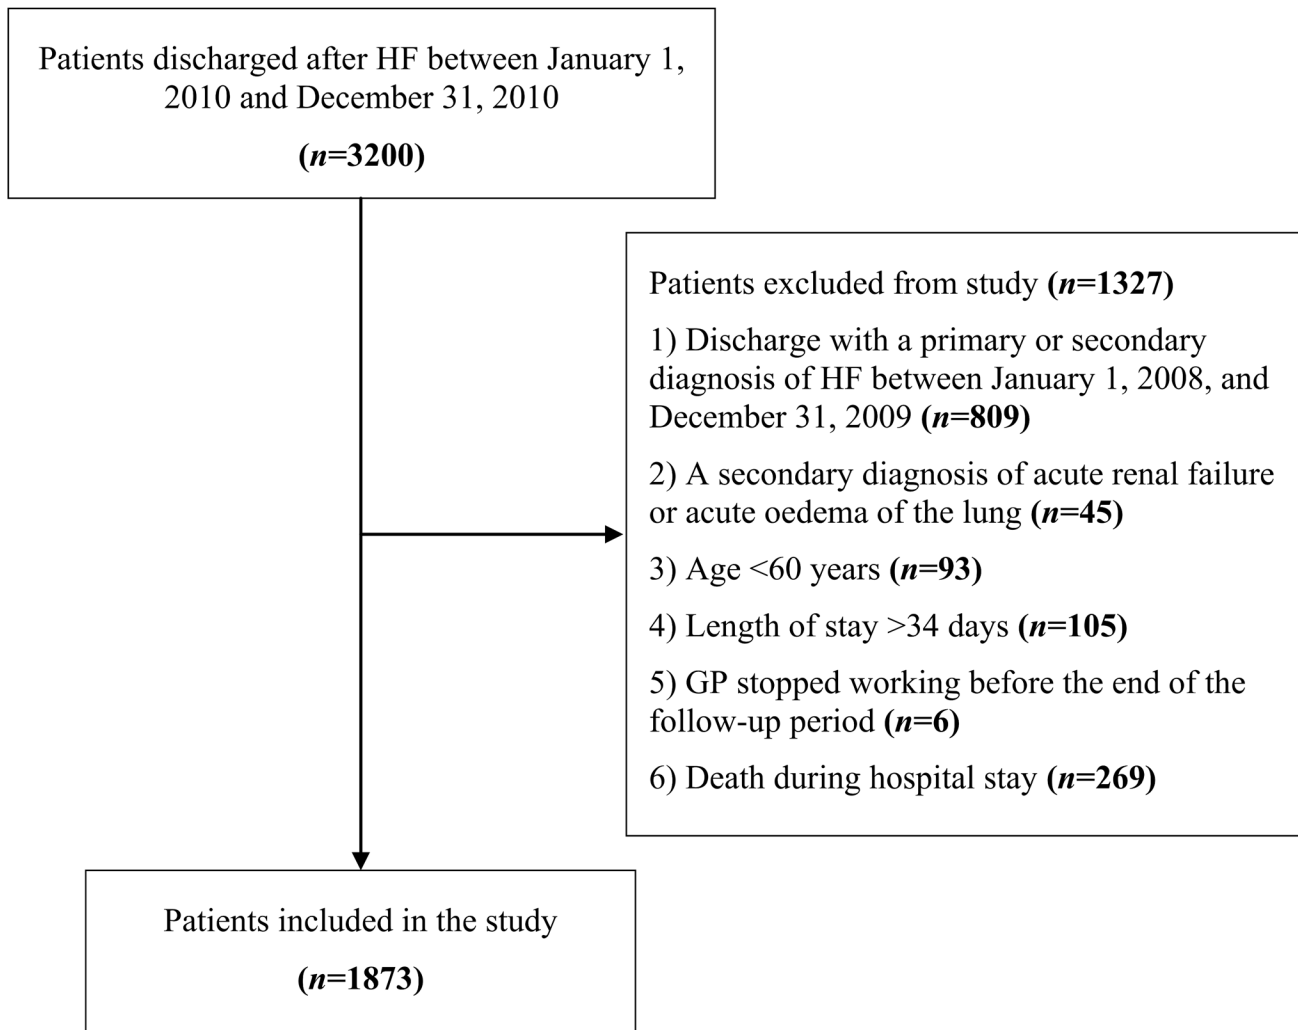 Patients discharged after HF between January 1,
2010 and December 31, 2010
(n=3200)
Patients excluded from study (n=1327)
1) Discharge with a primary or secondary
diagnosis of HF between January 1, 2008, and
December 31, 2009 (n=809)
2) A secondary diagnosis of acute renal failure
or acute oedema of the lung (n=45)
3) Age <60 years (n=93)
4) Length of stay >34 days (n=105)
5) GP stopped working before the end of the
follow-up period (n=6)
6) Death during hospital stay (n=269)
Patients included in the study
(n=1873)